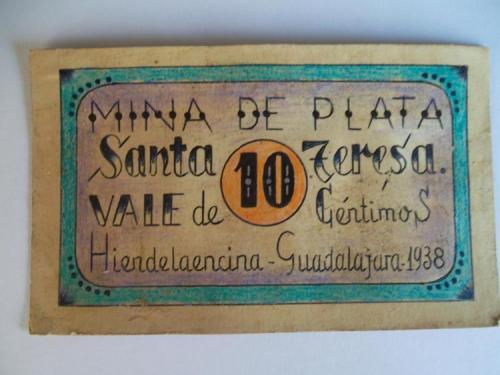 MINA DE PLATA
Santa Teresa.
VALE de 10 Céntimos
Hiendelaencina - Guadalajara - 1938